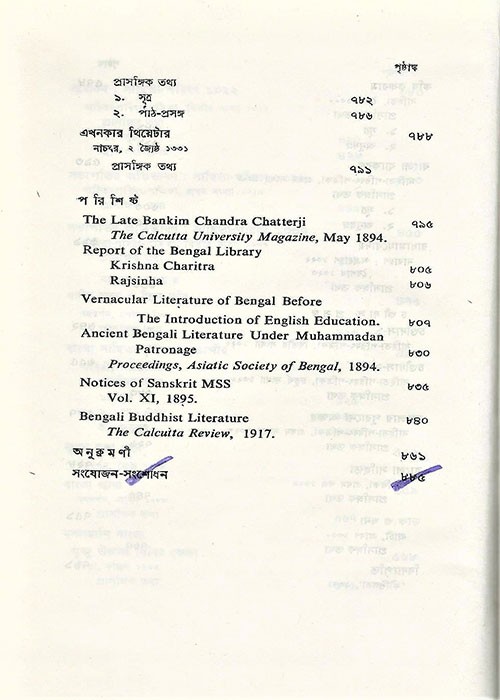 পৃষ্ঠাঙ্ক
প্রাসঙ্গিক তথ্য
১. সূত্র ৭৮২
২. পাঠ-প্রসঙ্গ ৭৮৬
এখনকার থিয়েটার ৭৮৮
নাচঘর, ২ জ্যৈষ্ঠ ১৩৩১
প্রাসঙ্গিক তথ্য ৭৯১
প রি শি ষ্ট
The Late Bankim Chandra Chatterji ৭৯৫
The Calcutta University Magazine, May 1894.
Report of the Bengal Library
Krishna Charitra ৮০৫
Rajsinha ৮০৬
Vernacular Literature of Bengal Before
The Introduction of English Education. ৮০৭
Ancient Bengali Literature Under Muhammadan
Patronage ৮৩০
Proceedings, Asiatic Society of Bengal, 1894.
Notices of Sanskrit MSS ৮৩৫
Vol. XI, 1895.
Bengali Buddhist Literature ৮৪০
The Calcutta Review, 1917.
অনুক্রমণী ৮৬১
সংযোজন-সংশোধন ৮৮৫